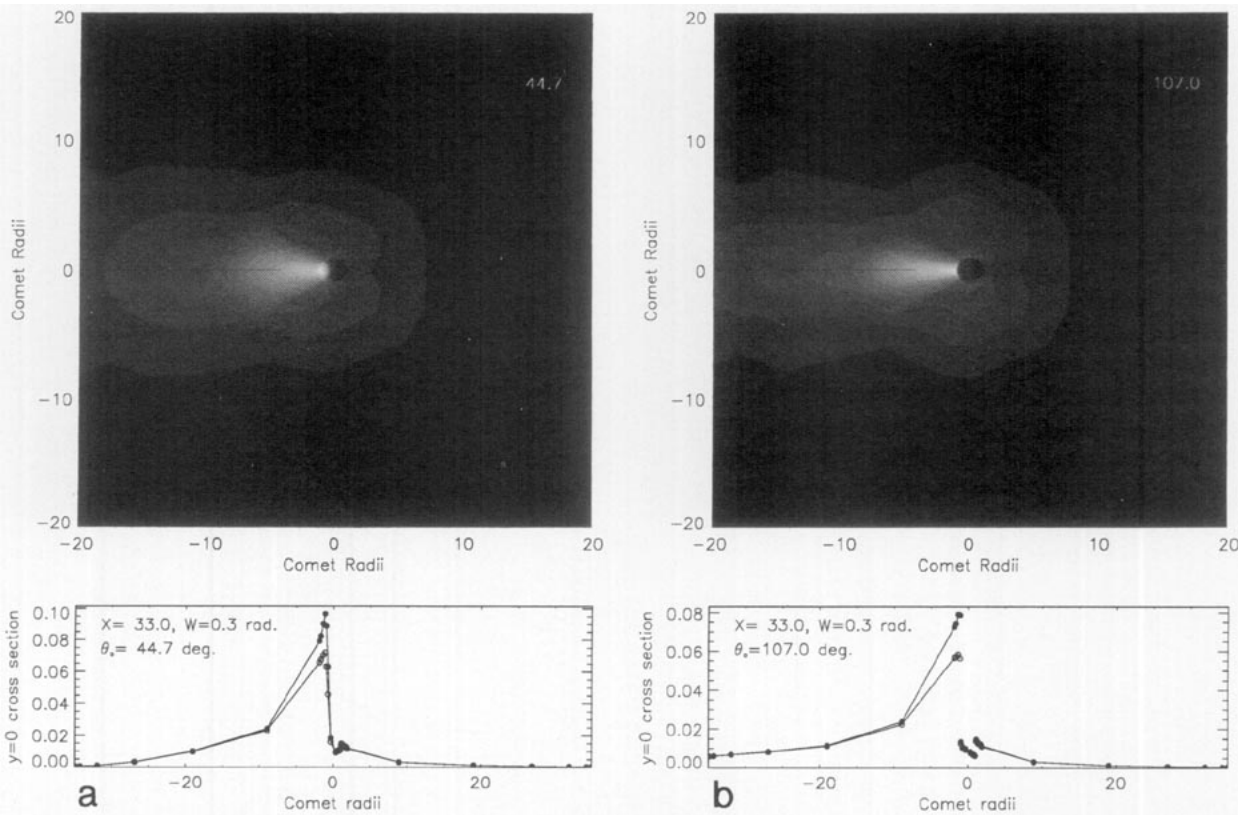 20
10
0
-10
-20
Comet Radii
44.7
-20
-10
0
10
20
Comet Radii
20
10
0
-10
-20
Comet Radii
107.0
-20
-10
0
10
20
Comet Radii
y=0 cross section
0.10
0.08
0.06
0.04
0.02
0.00
X= 33.0, W=0.3 rad.
θ₀= 44.7 deg.
-20
0
20
a
Comet radii
y=0 cross section
0.08
0.06
0.04
0.02
0.00
X= 33.0, W=0.3 rad.
θ₀=107.0 deg.
-20
0
20
b
Comet radii